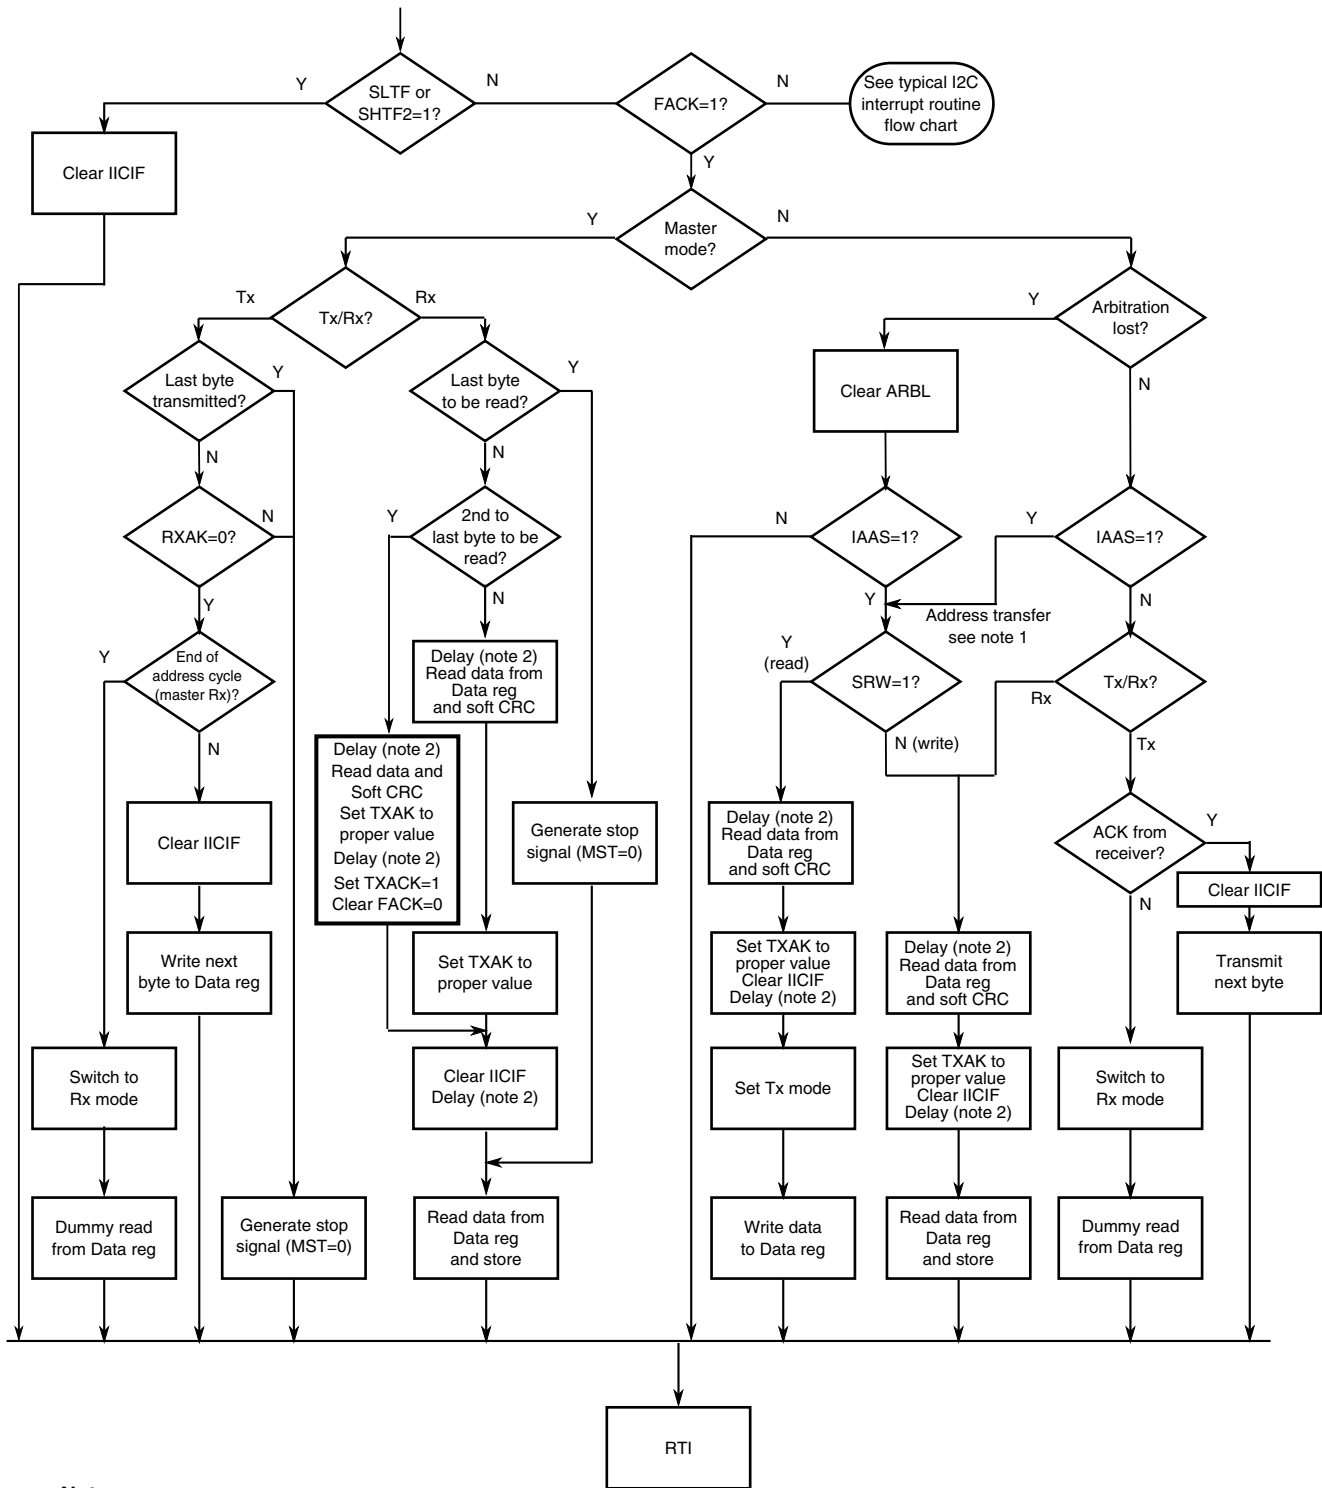 Y
SLTF or
SHTF2=1?
N
FACK=1?
N
See typical I2C
interrupt routine
flow chart
Clear IICIF
Y
Y
Master
mode?
N
Tx
Tx/Rx?
Rx
Y
Arbitration
lost?
Last byte
transmitted?
Y
Last byte
to be read?
Y
Clear ARBL
N
N
N
RXAK=0?
N
Y
2nd to
last byte to be
read?
N
IAAS=1?
Y
IAAS=1?
Y
N
Y
Address transfer
see note 1
N
Y
End of
address cycle
(master Rx)?
Delay (note 2)
Read data from
Data reg
and soft CRC
Y
(read)
SRW=1?
Rx
Tx/Rx?
N
Delay (note 2)
Read data and
Soft CRC
Set TXAK to
proper value
Delay (note 2)
Set TXACK=1
Clear FACK=0
N (write)
Tx
Clear IICIF
Generate stop
signal (MST=0)
Delay (note 2)
Read data from
Data reg
and soft CRC
ACK from
receiver?
Y
Clear IICIF
N
Write next
byte to Data reg
Set TXAK to
proper value
Set TXAK to
proper value
Clear IICIF
Delay (note 2)
Delay (note 2)
Read data from
Data reg
and soft CRC
Transmit
next byte
Switch to
Rx mode
Clear IICIF
Delay (note 2)
Set Tx mode
Set TXAK to
proper value
Clear IICIF
Delay (note 2)
Switch to
Rx mode
Dummy read
from Data reg
Generate stop
signal (MST=0)
Read data from
Data reg
and store
Write data
to Data reg
Read data from
Data reg
and store
Dummy read
from Data reg
RTI